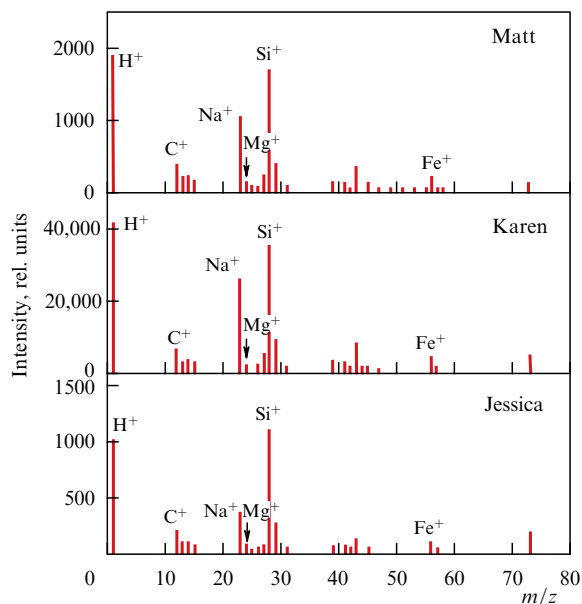 Intensity, rel. units
Matt
2000
1000
0
H⁺
C⁺
Na⁺
Mg⁺
Si⁺
Fe⁺
Karen
40,000
20,000
0
H⁺
C⁺
Na⁺
Mg⁺
Si⁺
Fe⁺
Jessica
1500
1000
500
H⁺
C⁺
Na⁺
Mg⁺
Si⁺
Fe⁺
0 10 20 30 40 50 60 70 80
m/z